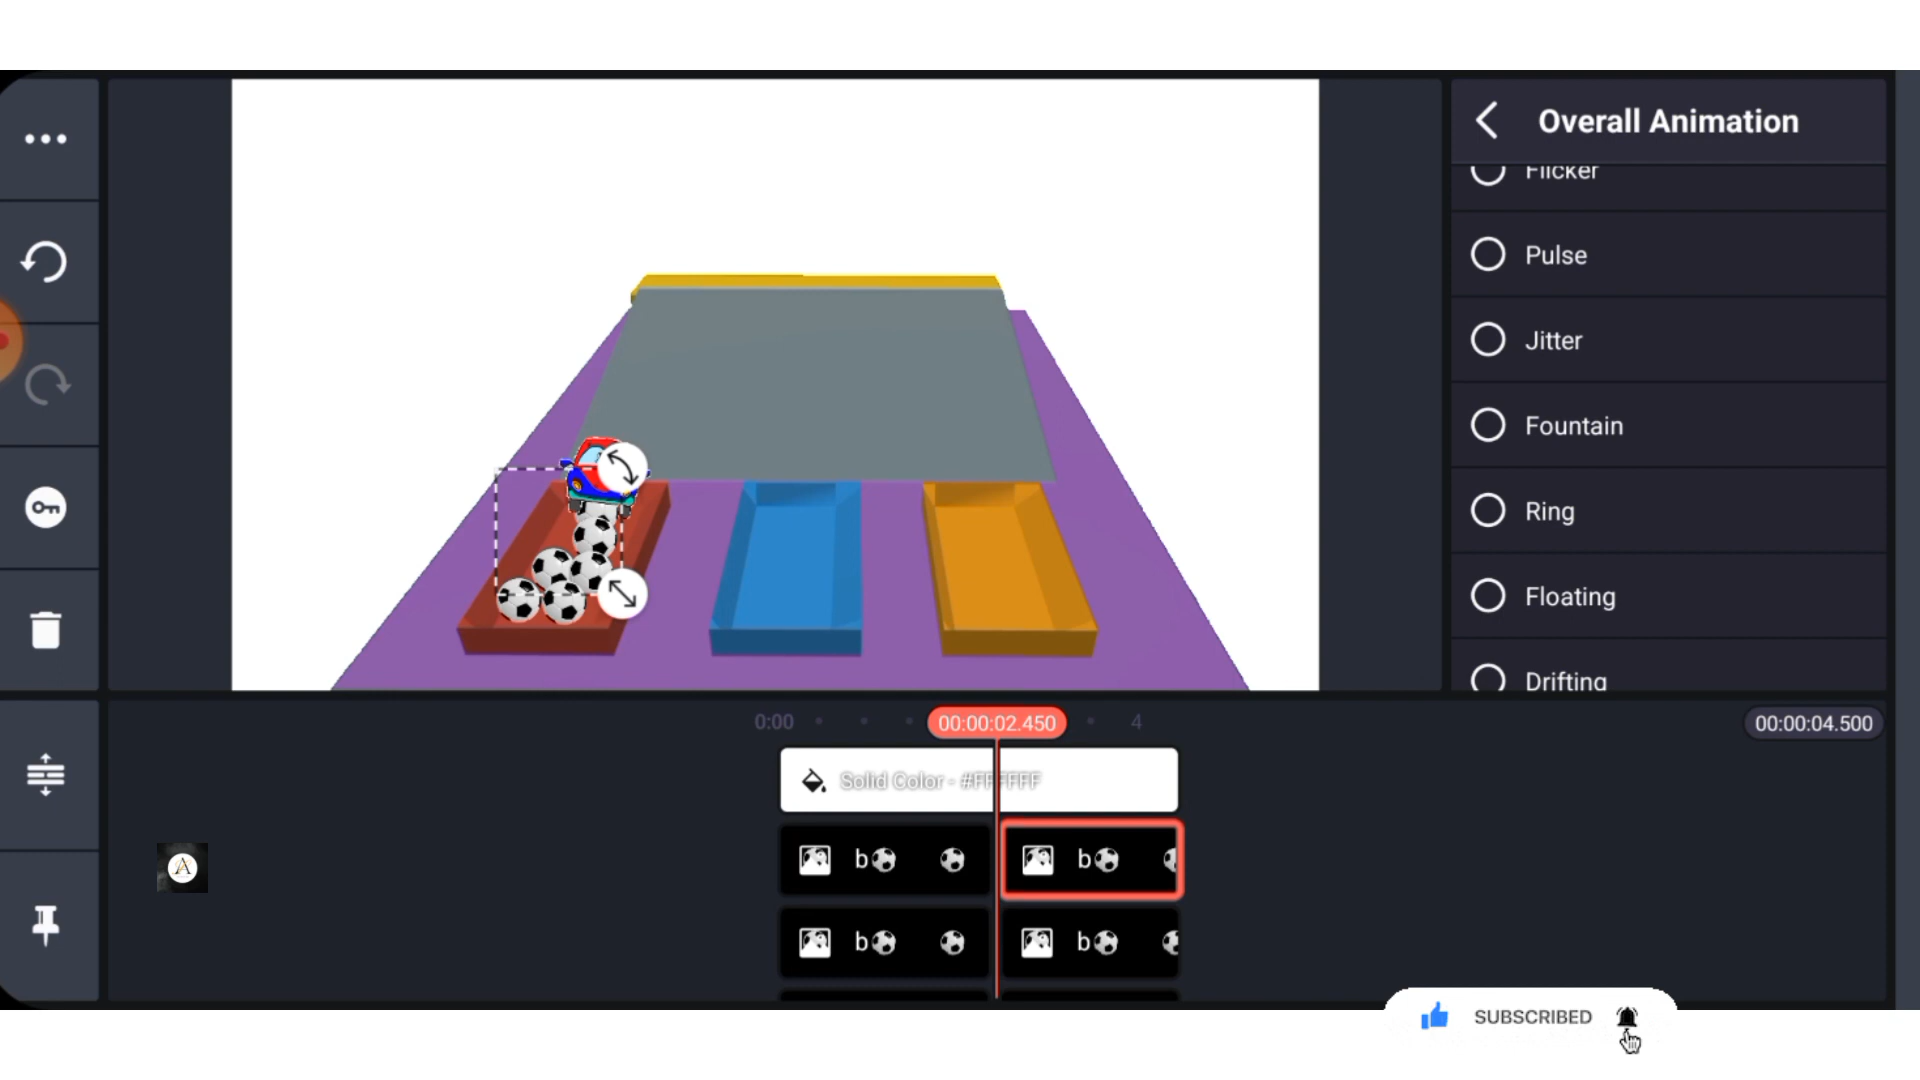 Overall Animation
Flicker
Pulse
Jitter
Fountain
Ring
Floating
Drifting
0:00
00:00:02.450
4
00:00:04.500
Solid Color - #FFFFFF
b
b
b
b
A
SUBSCRIBED